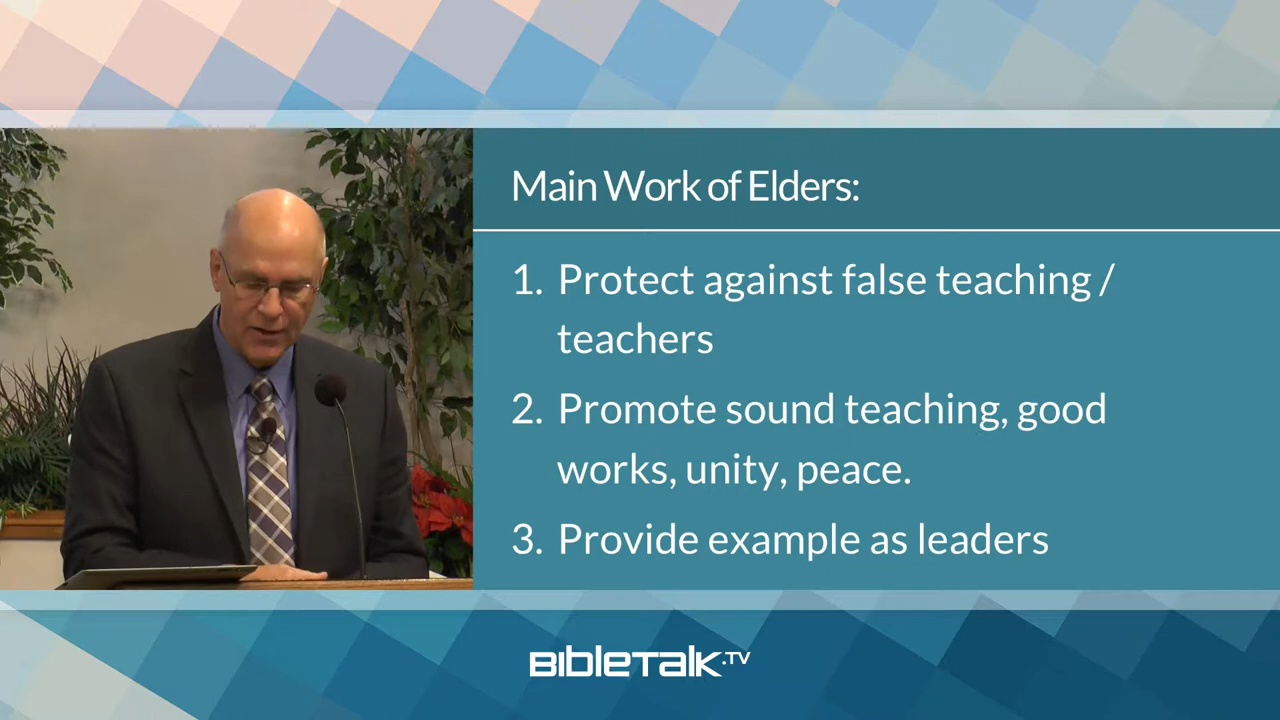 Main Work of Elders:
1. Protect against false teaching /
teachers
2. Promote sound teaching, good
works, unity, peace.
3. Provide example as leaders
BIBLETALK.TV